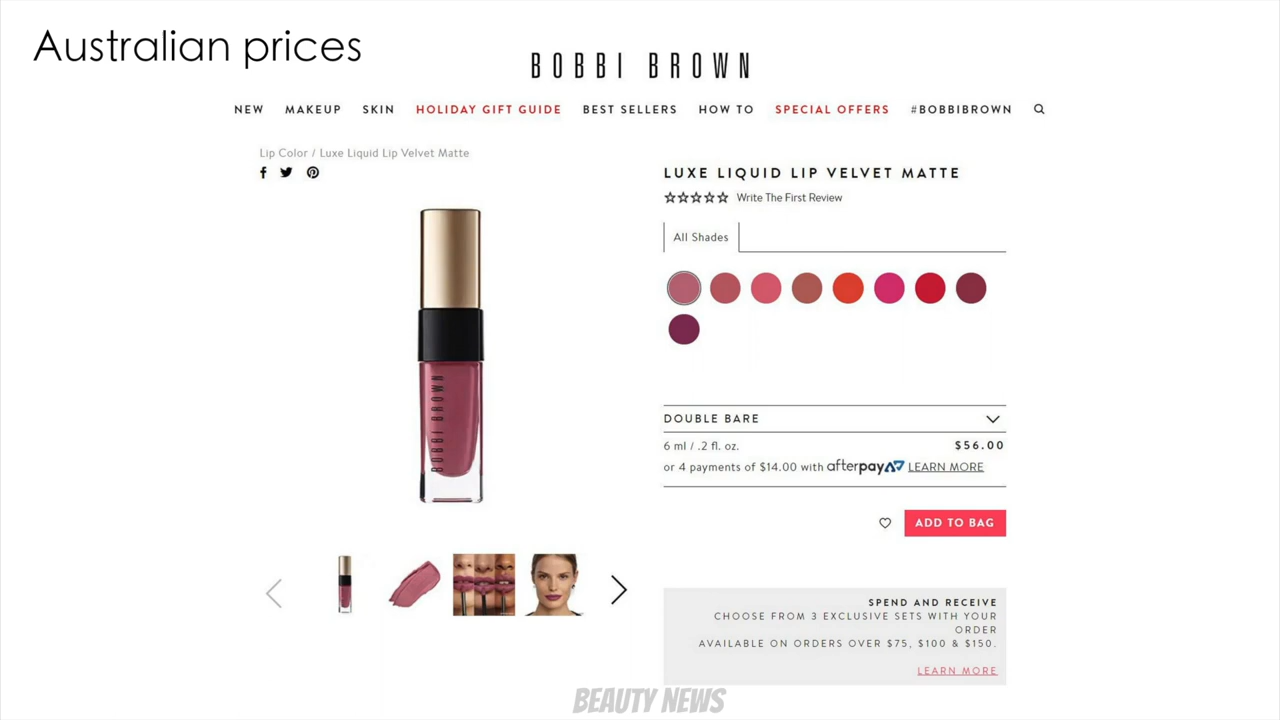 Australian prices
BOBBI BROWN
NEW MAKEUP SKIN HOLIDAY GIFT GUIDE BEST SELLERS HOW TO SPECIAL OFFERS #BOBBIBROWN
Lip Color / Luxe Liquid Lip Velvet Matte
LUXE LIQUID LIP VELVET MATTE
Write The First Review
All Shades
BOBBI BROWN
DOUBLE BARE
6 ml / .2 fl. oz. $56.00
or 4 payments of $14.00 with afterpay LEARN MORE
ADD TO BAG
SPEND AND RECEIVE
CHOOSE FROM 3 EXCLUSIVE SETS WITH YOUR
ORDER
AVAILABLE ON ORDERS OVER $75, $100 & $150.
LEARN MORE
BEAUTY NEWS